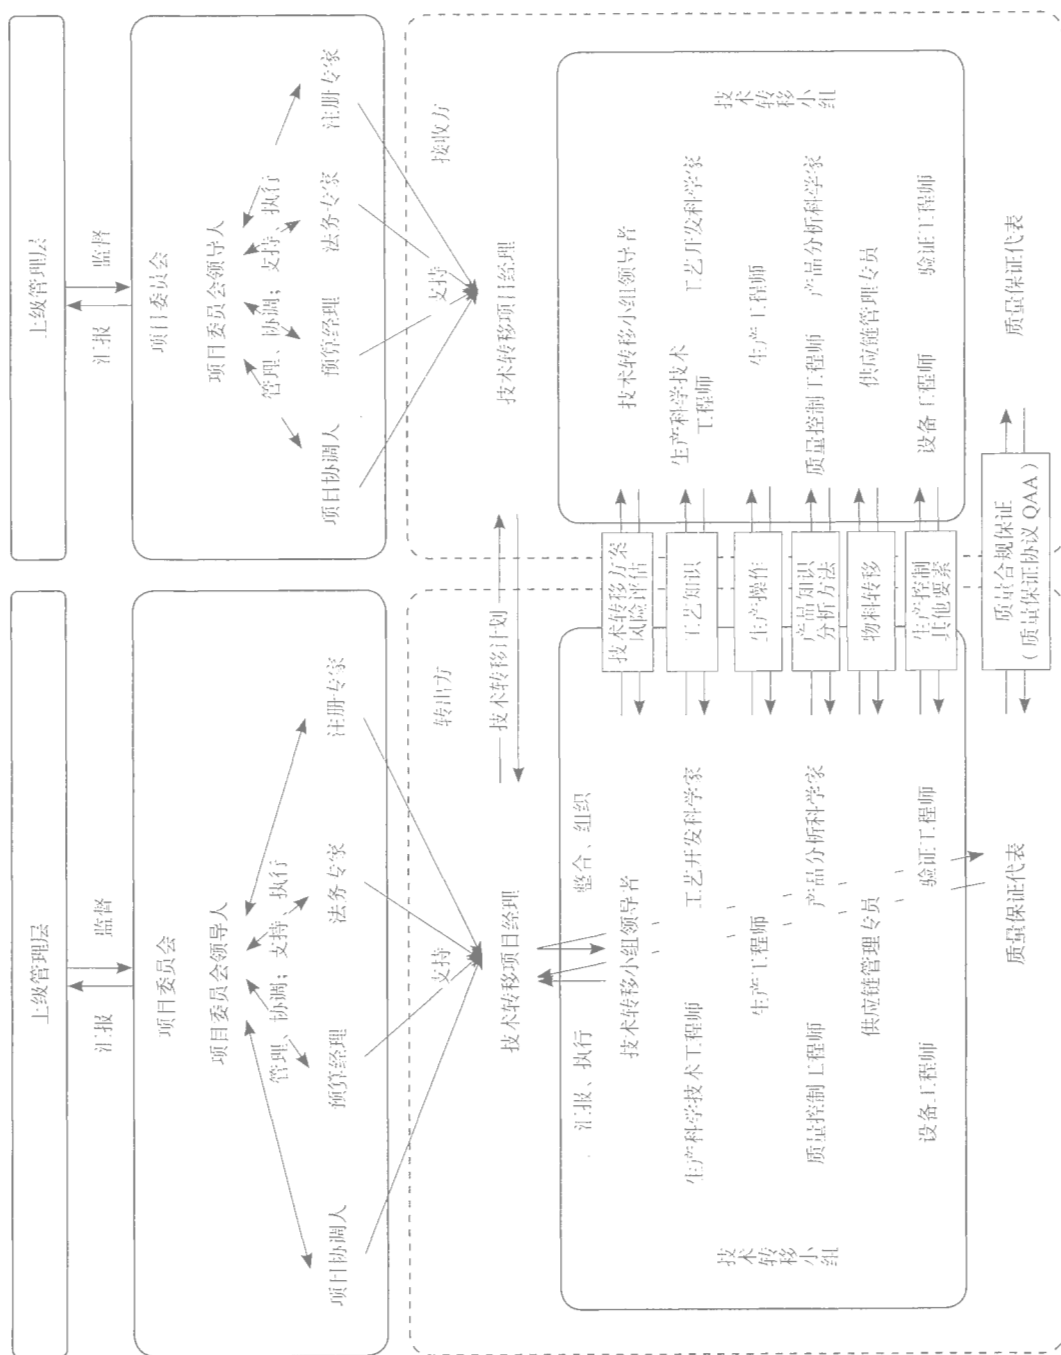 上级管理层
汇报
监督
项目委员会
项目委员会领导人
管理、协调；支持、执行
项目协调人
预算经理
法务专家
注册专家
支持
转出方
技术转移项目经理
汇报、执行
整合、组织
技术转移小组领导者
生产科学技术工程师
工艺开发科学家
生产工程师
质量控制工程师
产品分析科学家
供应链管理专员
设备工程师
验证工程师
技术转移小组
质量保证代表
技术转移计划
技术转移方案
风险评估
工艺知识
生产操作
产品知识
分析方法
物料转移
生产控制
其他要素
质量合规保证
（质量保证协议 QAA）
上级管理层
汇报
监督
项目委员会
项目委员会领导人
管理、协调；支持、执行
项目协调人
预算经理
法务专家
注册专家
支持
接收方
技术转移项目经理
技术转移小组领导者
生产科学技术
工程师
工艺开发科学家
生产工程师
质量控制工程师
产品分析科学家
供应链管理专员
设备工程师
验证工程师
技术转移小组
质量保证代表